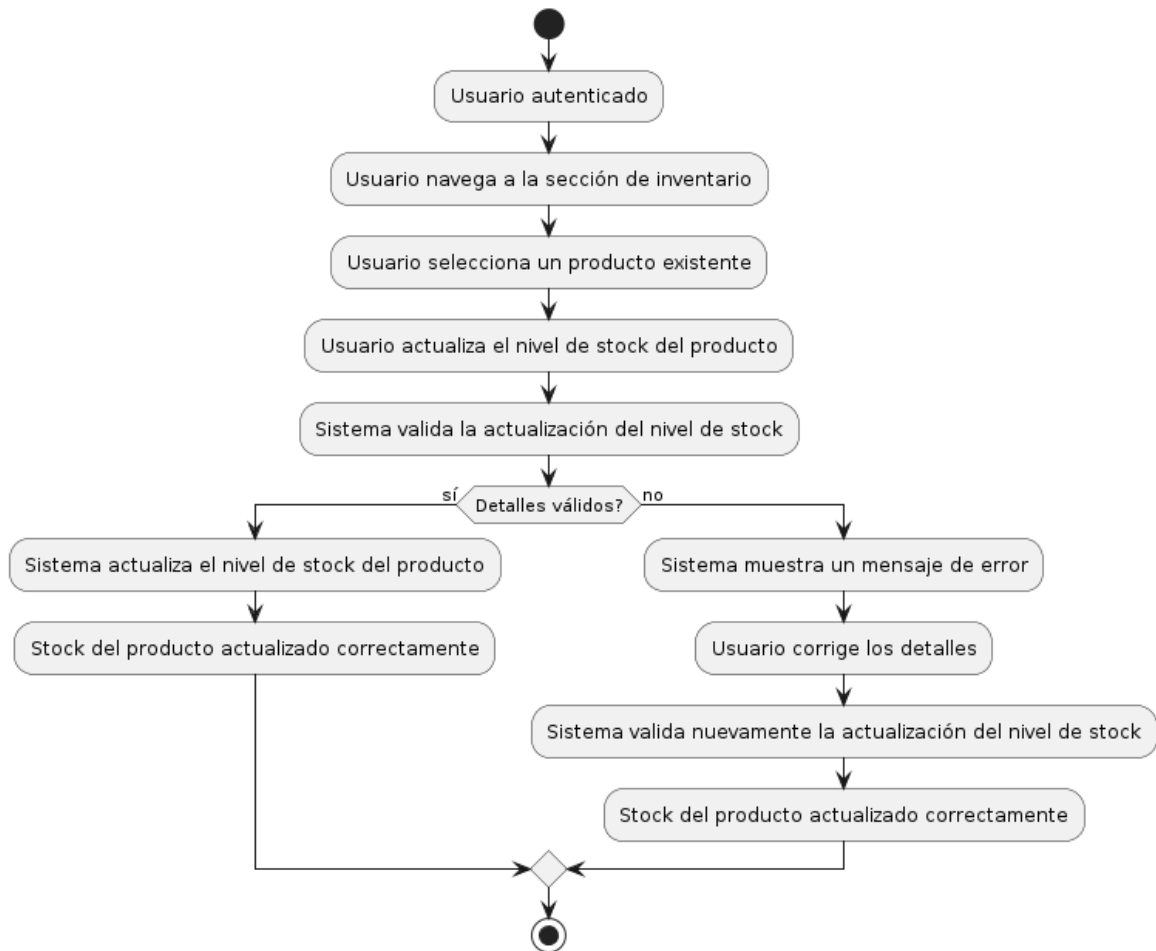 Usuario autenticado
Usuario navega a la sección de inventario
Usuario selecciona un producto existente
Usuario actualiza el nivel de stock del producto
Sistema valida la actualización del nivel de stock
sí
Detalles válidos?
no
Sistema actualiza el nivel de stock del producto
Stock del producto actualizado correctamente
Sistema muestra un mensaje de error
Usuario corrige los detalles
Sistema valida nuevamente la actualización del nivel de stock
Stock del producto actualizado correctamente